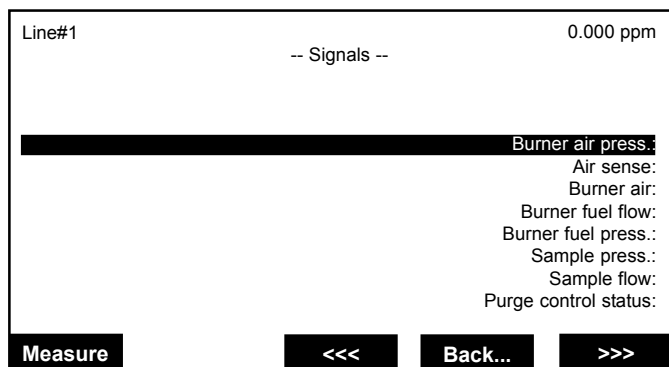 Line#1 0.000 ppm
-- Signals --
Burner air press.:
Air sense:
Burner air:
Burner fuel flow:
Burner fuel press.:
Sample press.:
Sample flow:
Purge control status:
Measure <<< Back... >>>